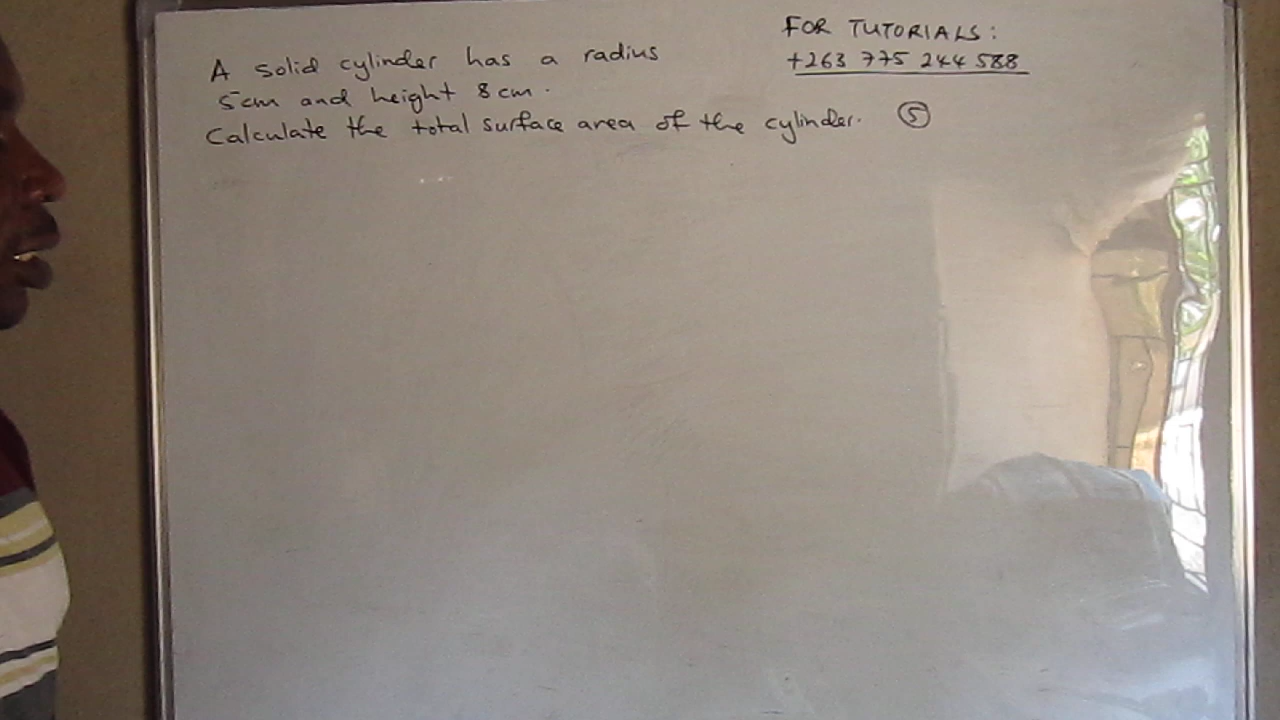 FOR TUTORIALS:
+263 775 244 588
A solid cylinder has a radius
5cm and height 8cm.
Calculate the total surface area of the cylinder. (5)